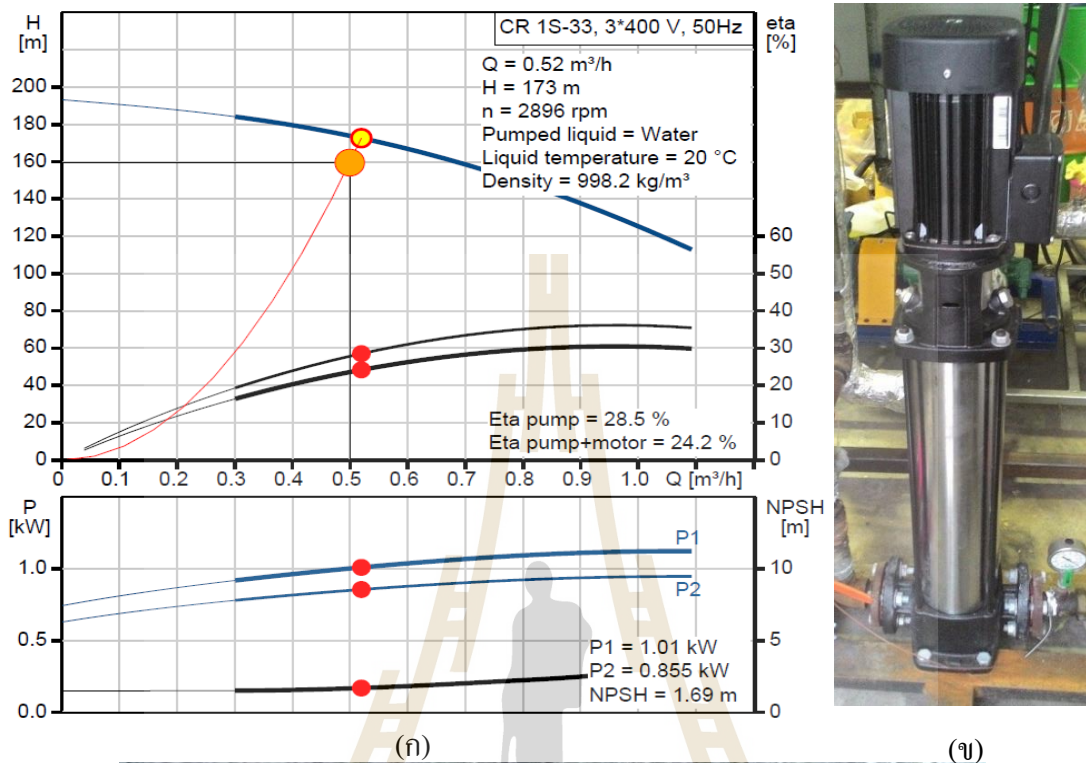 H
[m]
CR 1S-33, 3*400 V, 50Hz
eta
[%]
Q = 0.52 m³/h
H = 173 m
n = 2896 rpm
Pumped liquid = Water
Liquid temperature = 20 °C
Density = 998.2 kg/m³
200
180
160
140
120
100
80
60
40
20
0
60
50
40
30
20
10
0
Eta pump = 28.5 %
Eta pump+motor = 24.2 %
0 0.1 0.2 0.3 0.4 0.5 0.6 0.7 0.8 0.9 1.0 Q [m³/h]
P
[kW]
NPSH
[m]
P1
P2
1.0
0.5
0.0
10
5
0
P1 = 1.01 kW
P2 = 0.855 kW
NPSH = 1.69 m
(ก)
(ข)